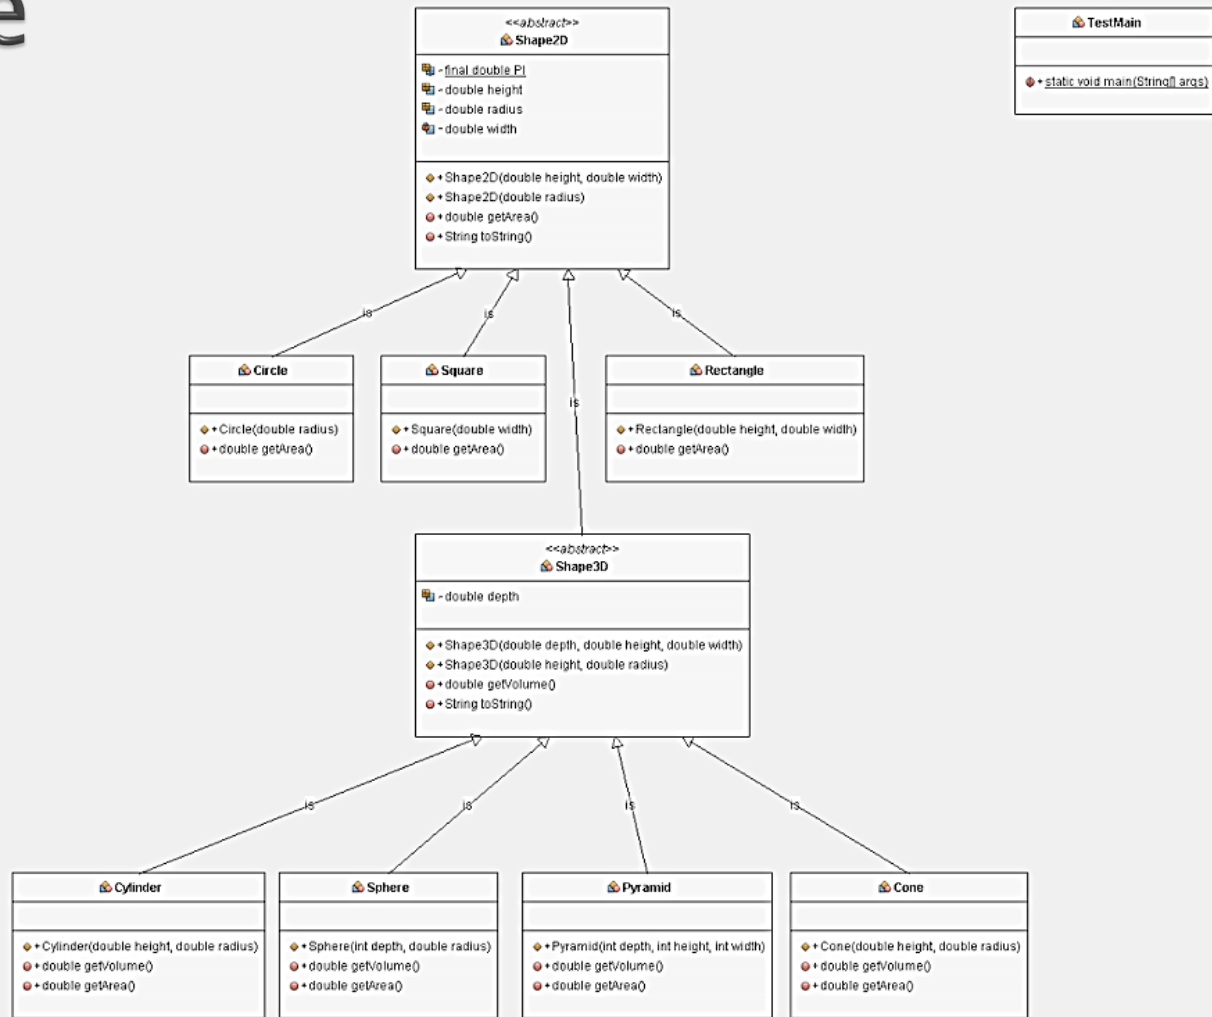 e
<<abstract>>
Shape2D
-final double PI
-double height
-double radius
-double width
+Shape2D(double height, double width)
+Shape2D(double radius)
+double getArea()
+String toString()
TestMain
+static void main(String[] args)
is
is
is
is
Circle
+Circle(double radius)
+double getArea()
Square
+Square(double width)
+double getArea()
Rectangle
+Rectangle(double height, double width)
+double getArea()
<<abstract>>
Shape3D
-double depth
+Shape3D(double depth, double height, double width)
+Shape3D(double height, double radius)
+double getVolume()
+String toString()
is
is
is
is
Cylinder
+Cylinder(double height, double radius)
+double getVolume()
+double getArea()
Sphere
+Sphere(int depth, double radius)
+double getVolume()
+double getArea()
Pyramid
+Pyramid(int depth, int height, int width)
+double getVolume()
+double getArea()
Cone
+Cone(double height, double radius)
+double getVolume()
+double getArea()